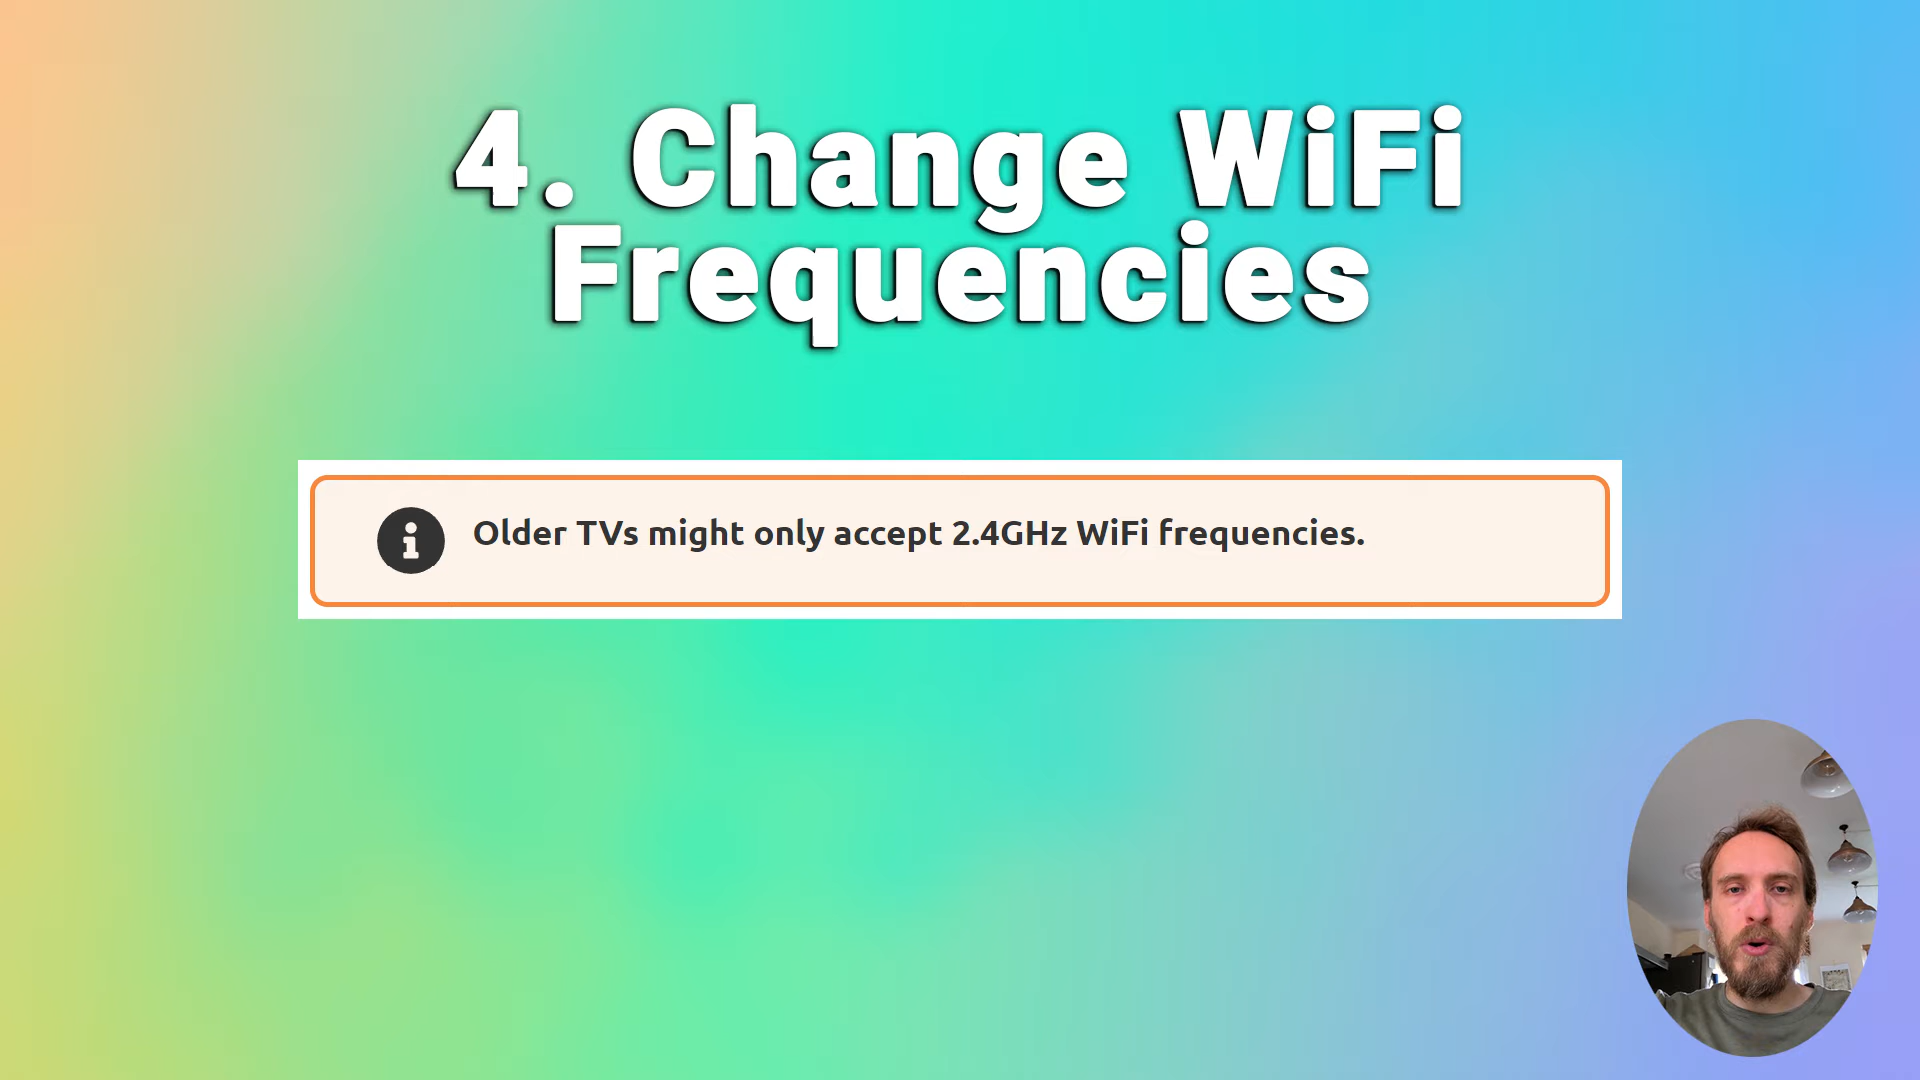 4. Change WiFi
Frequencies
Older TVs might only accept 2.4GHz WiFi frequencies.